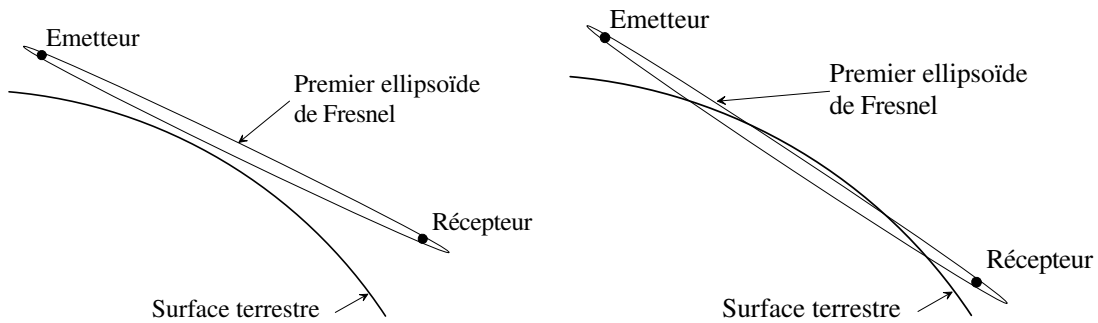 Emetteur
Premier ellipsoïde
de Fresnel
Récepteur
Surface terrestre
Emetteur
Premier ellipsoïde
de Fresnel
Récepteur
Surface terrestre